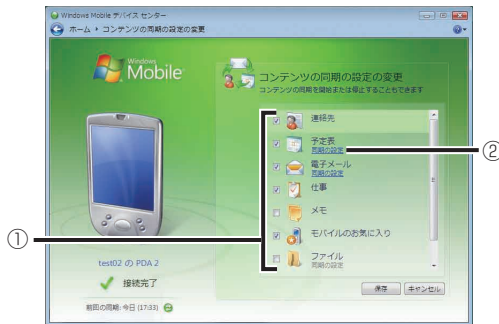 Windows Mobile デバイス センター
ホーム ▸ コンテンツの同期の設定の変更
Windows
Mobile
コンテンツの同期の設定の変更
コンテンツの同期を開始または停止することもできます
連絡先
予定表
同期の設定
②
電子メール
同期の設定
仕事
メモ
①
モバイルのお気に入り
ファイル
同期の設定
test02 の PDA 2
接続完了
前回の同期: 今日 (17:33)
保存 キャンセル